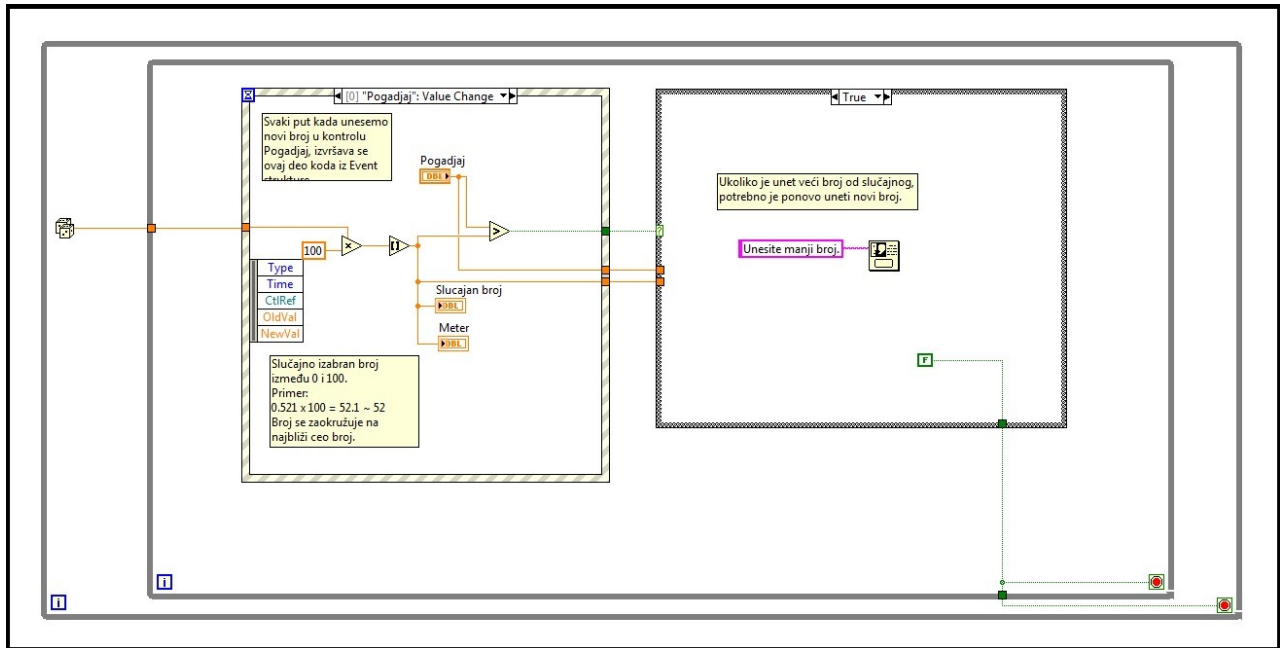 [0] "Pogadjaj": Value Change
True
Svaki put kada unesemo
novi broj u kontrolu
Pogadjaj, izvršava se
ovaj deo koda iz Event
strukture
Pogadjaj
DBL
Ukoliko je unet veći broj od slučajnog,
potrebno je ponovo uneti novi broj.
x
>
?
100
Unesite manji broj.
Type
Time
CtlRef
OldVal
NewVal
Slucajan broj
DBL
Meter
DBL
Slučajno izabran broj
između 0 i 100.
Primer:
0.521 x 100 = 52.1 ~ 52
Broj se zaokružuje na
najbliži ceo broj.
F
i
i